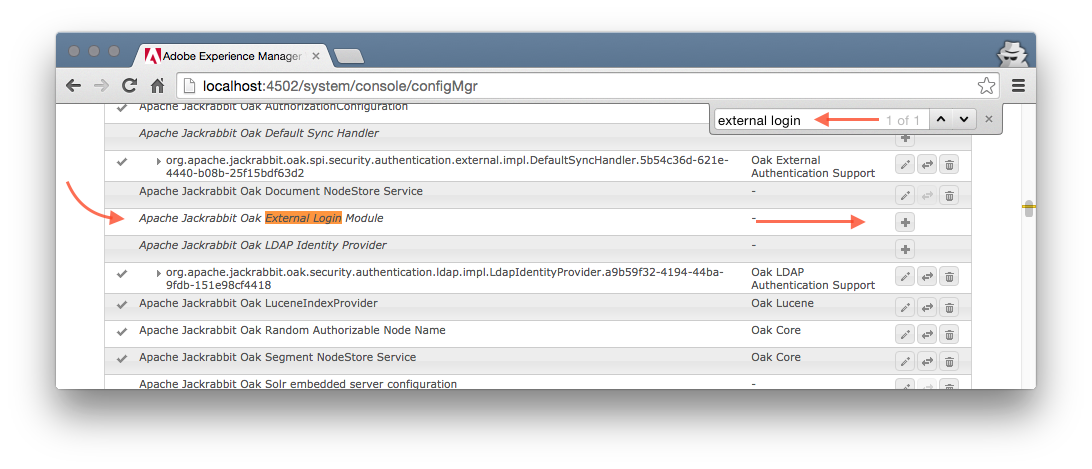 Adobe Experience Manager
localhost:4502/system/console/configMgr
external login 1 of 1
Apache Jackrabbit Oak AuthorizationConfiguration
Apache Jackrabbit Oak Default Sync Handler
org.apache.jackrabbit.oak.spi.security.authentication.external.impl.DefaultSyncHandler.5b54c36d-621e-
4440-b08b-25f15bdf63d2
Oak External
Authentication Support
Apache Jackrabbit Oak Document NodeStore Service -
Apache Jackrabbit Oak External Login Module -
Apache Jackrabbit Oak LDAP Identity Provider -
org.apache.jackrabbit.oak.security.authentication.ldap.impl.LdapIdentityProvider.a9b59f32-4194-44ba-
9fdb-151e98cf4418
Oak LDAP
Authentication Support
Apache Jackrabbit Oak LuceneIndexProvider Oak Lucene
Apache Jackrabbit Oak Random Authorizable Node Name Oak Core
Apache Jackrabbit Oak Segment NodeStore Service Oak Core
Apache Jackrabbit Oak Solr embedded server configuration -